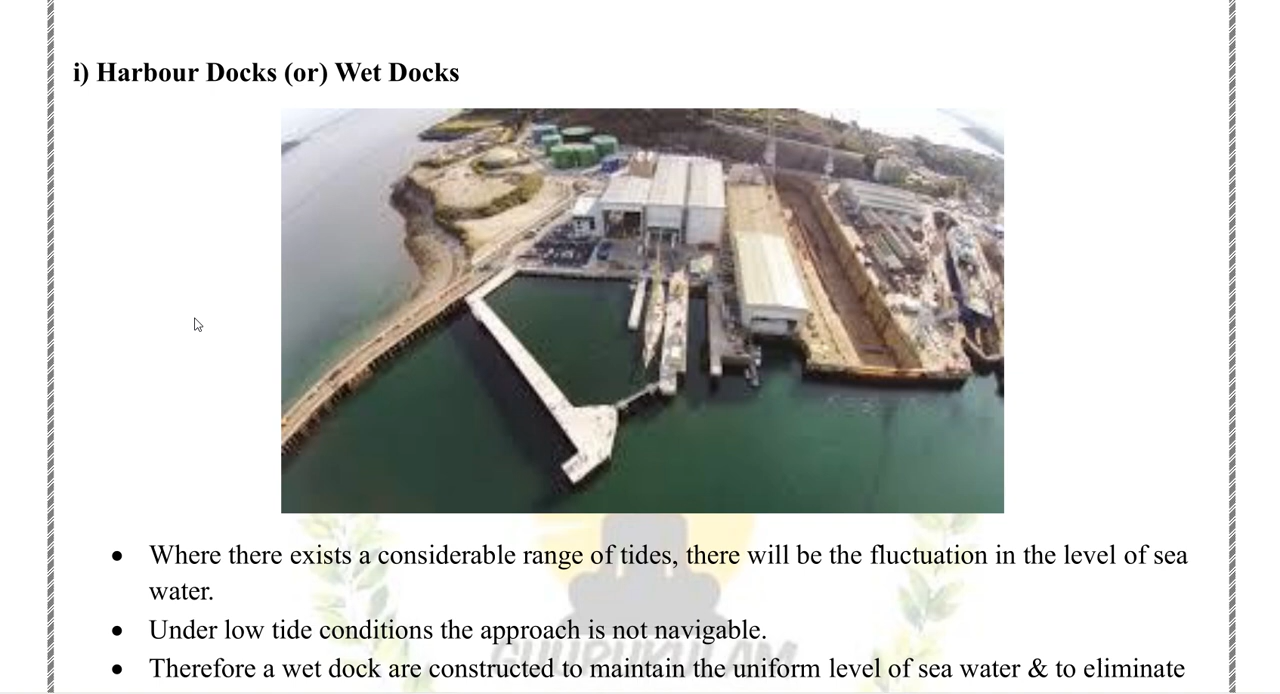 i) Harbour Docks (or) Wet Docks
• Where there exists a considerable range of tides, there will be the fluctuation in the level of sea
water.
• Under low tide conditions the approach is not navigable.
• Therefore a wet dock are constructed to maintain the uniform level of sea water & to eliminate